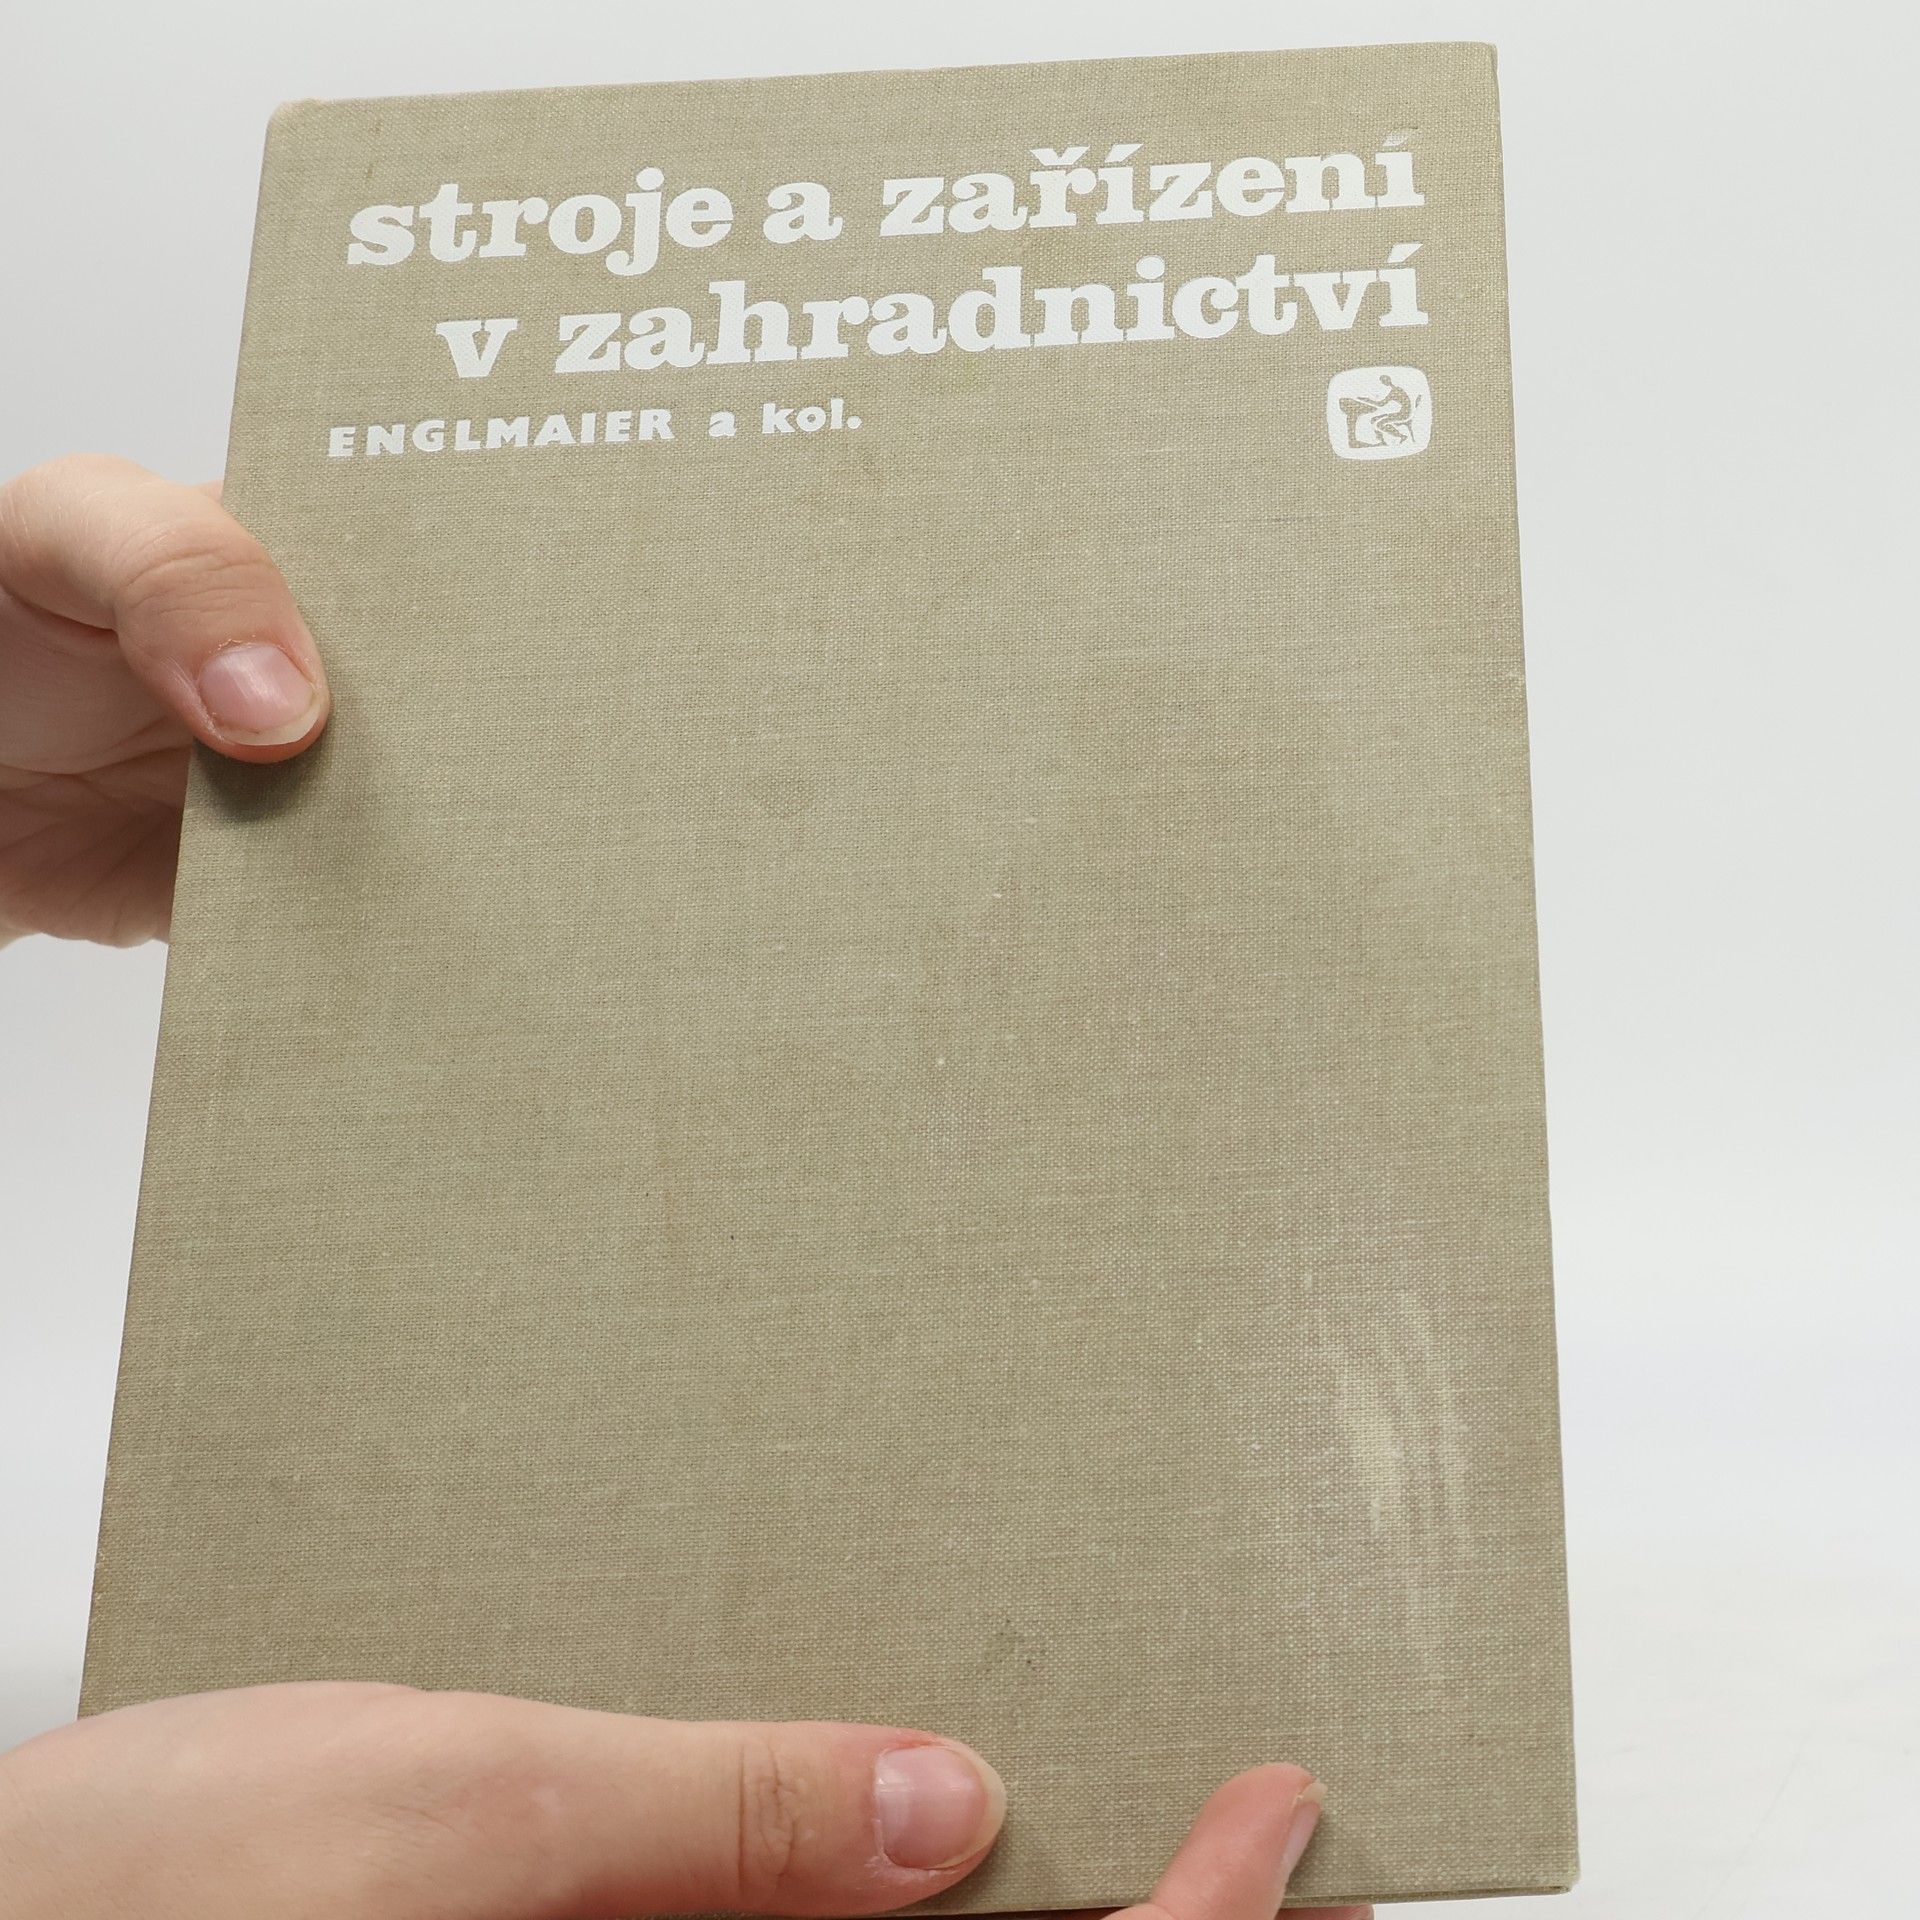 stroje a zařízení
v zahradnictví
ENGLMAIER a kol.